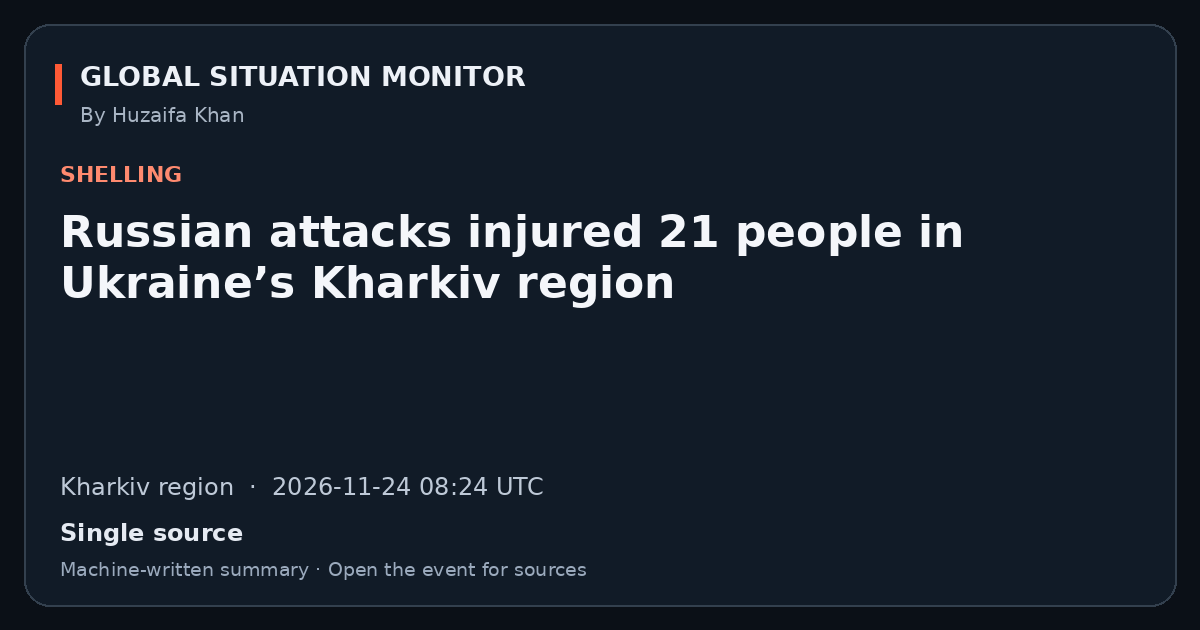 GLOBAL SITUATION MONITOR
By Huzaifa Khan
SHELLING
Russian attacks injured 21 people in
Ukraine’s Kharkiv region
Kharkiv region · 2026-11-24 08:24 UTC
Single source
Machine-written summary · Open the event for sources